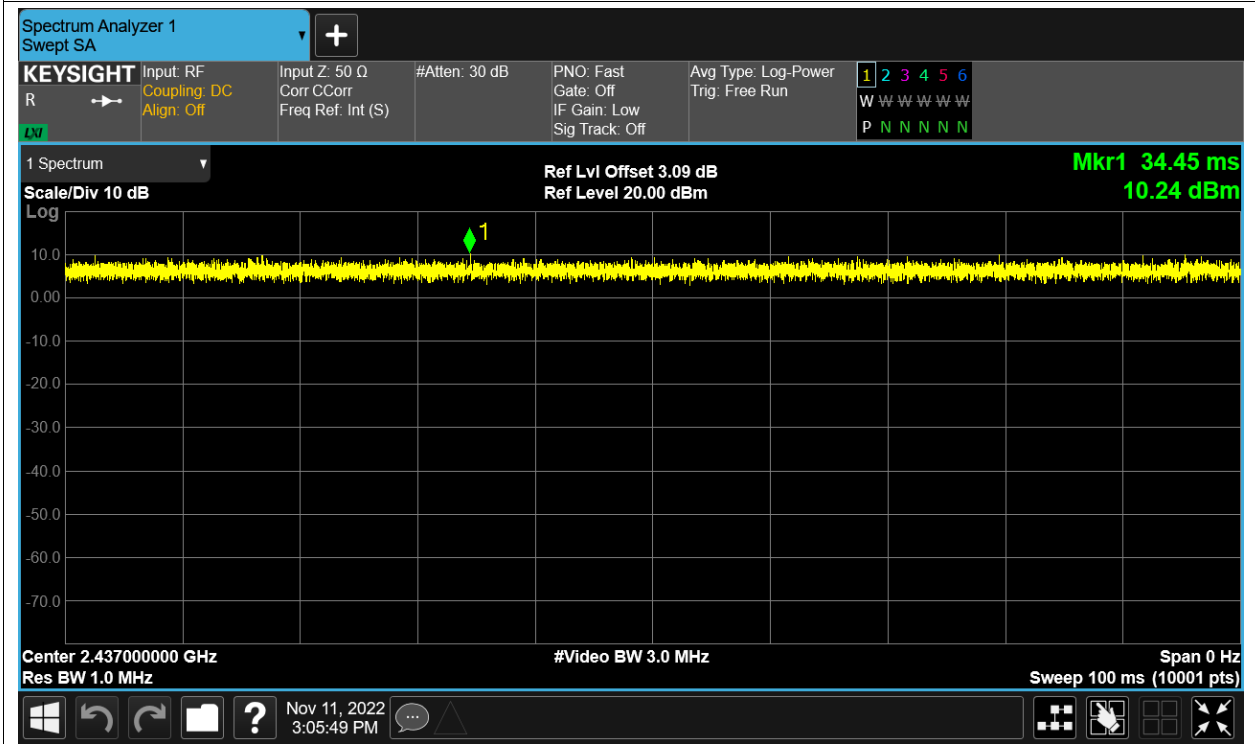 Spectrum Analyzer 1
Swept SA
KEYSIGHT
R
LXI
Input: RF
Coupling: DC
Align: Off
Input Z: 50 Ω
Corr CCorr
Freq Ref: Int (S)
#Atten: 30 dB
PNO: Fast
Gate: Off
IF Gain: Low
Sig Track: Off
Avg Type: Log-Power
Trig: Free Run
1 2 3 4 5 6
W W W W W W
P N N N N N
1 Spectrum
Scale/Div 10 dB
Ref Lvl Offset 3.09 dB
Ref Level 20.00 dBm
Mkr1 34.45 ms
10.24 dBm
Log
1
10.0
0.00
-10.0
-20.0
-30.0
-40.0
-50.0
-60.0
-70.0
Center 2.437000000 GHz
#Video BW 3.0 MHz
Span 0 Hz
Res BW 1.0 MHz
Sweep 100 ms (10001 pts)
?
Nov 11, 2022
3:05:49 PM